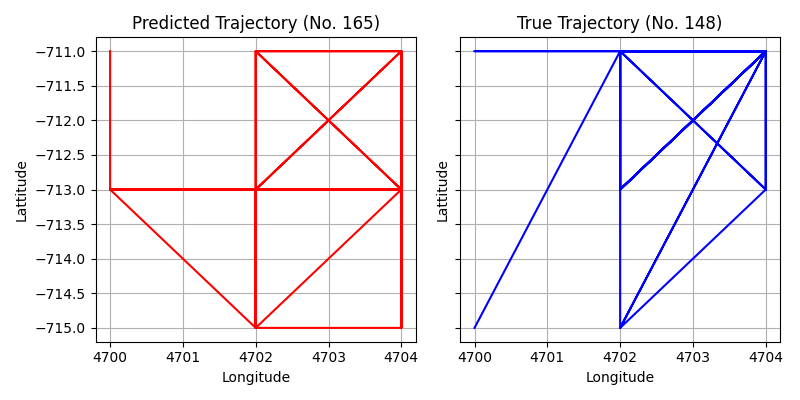 Predicted Trajectory (No. 165)
True Trajectory (No. 148)
−711.0
−711.5
−712.0
−712.5
−713.0
−713.5
−714.0
−714.5
−715.0
Lattitude
Lattitude
4700 4701 4702 4703 4704
4700 4701 4702 4703 4704
Longitude
Longitude